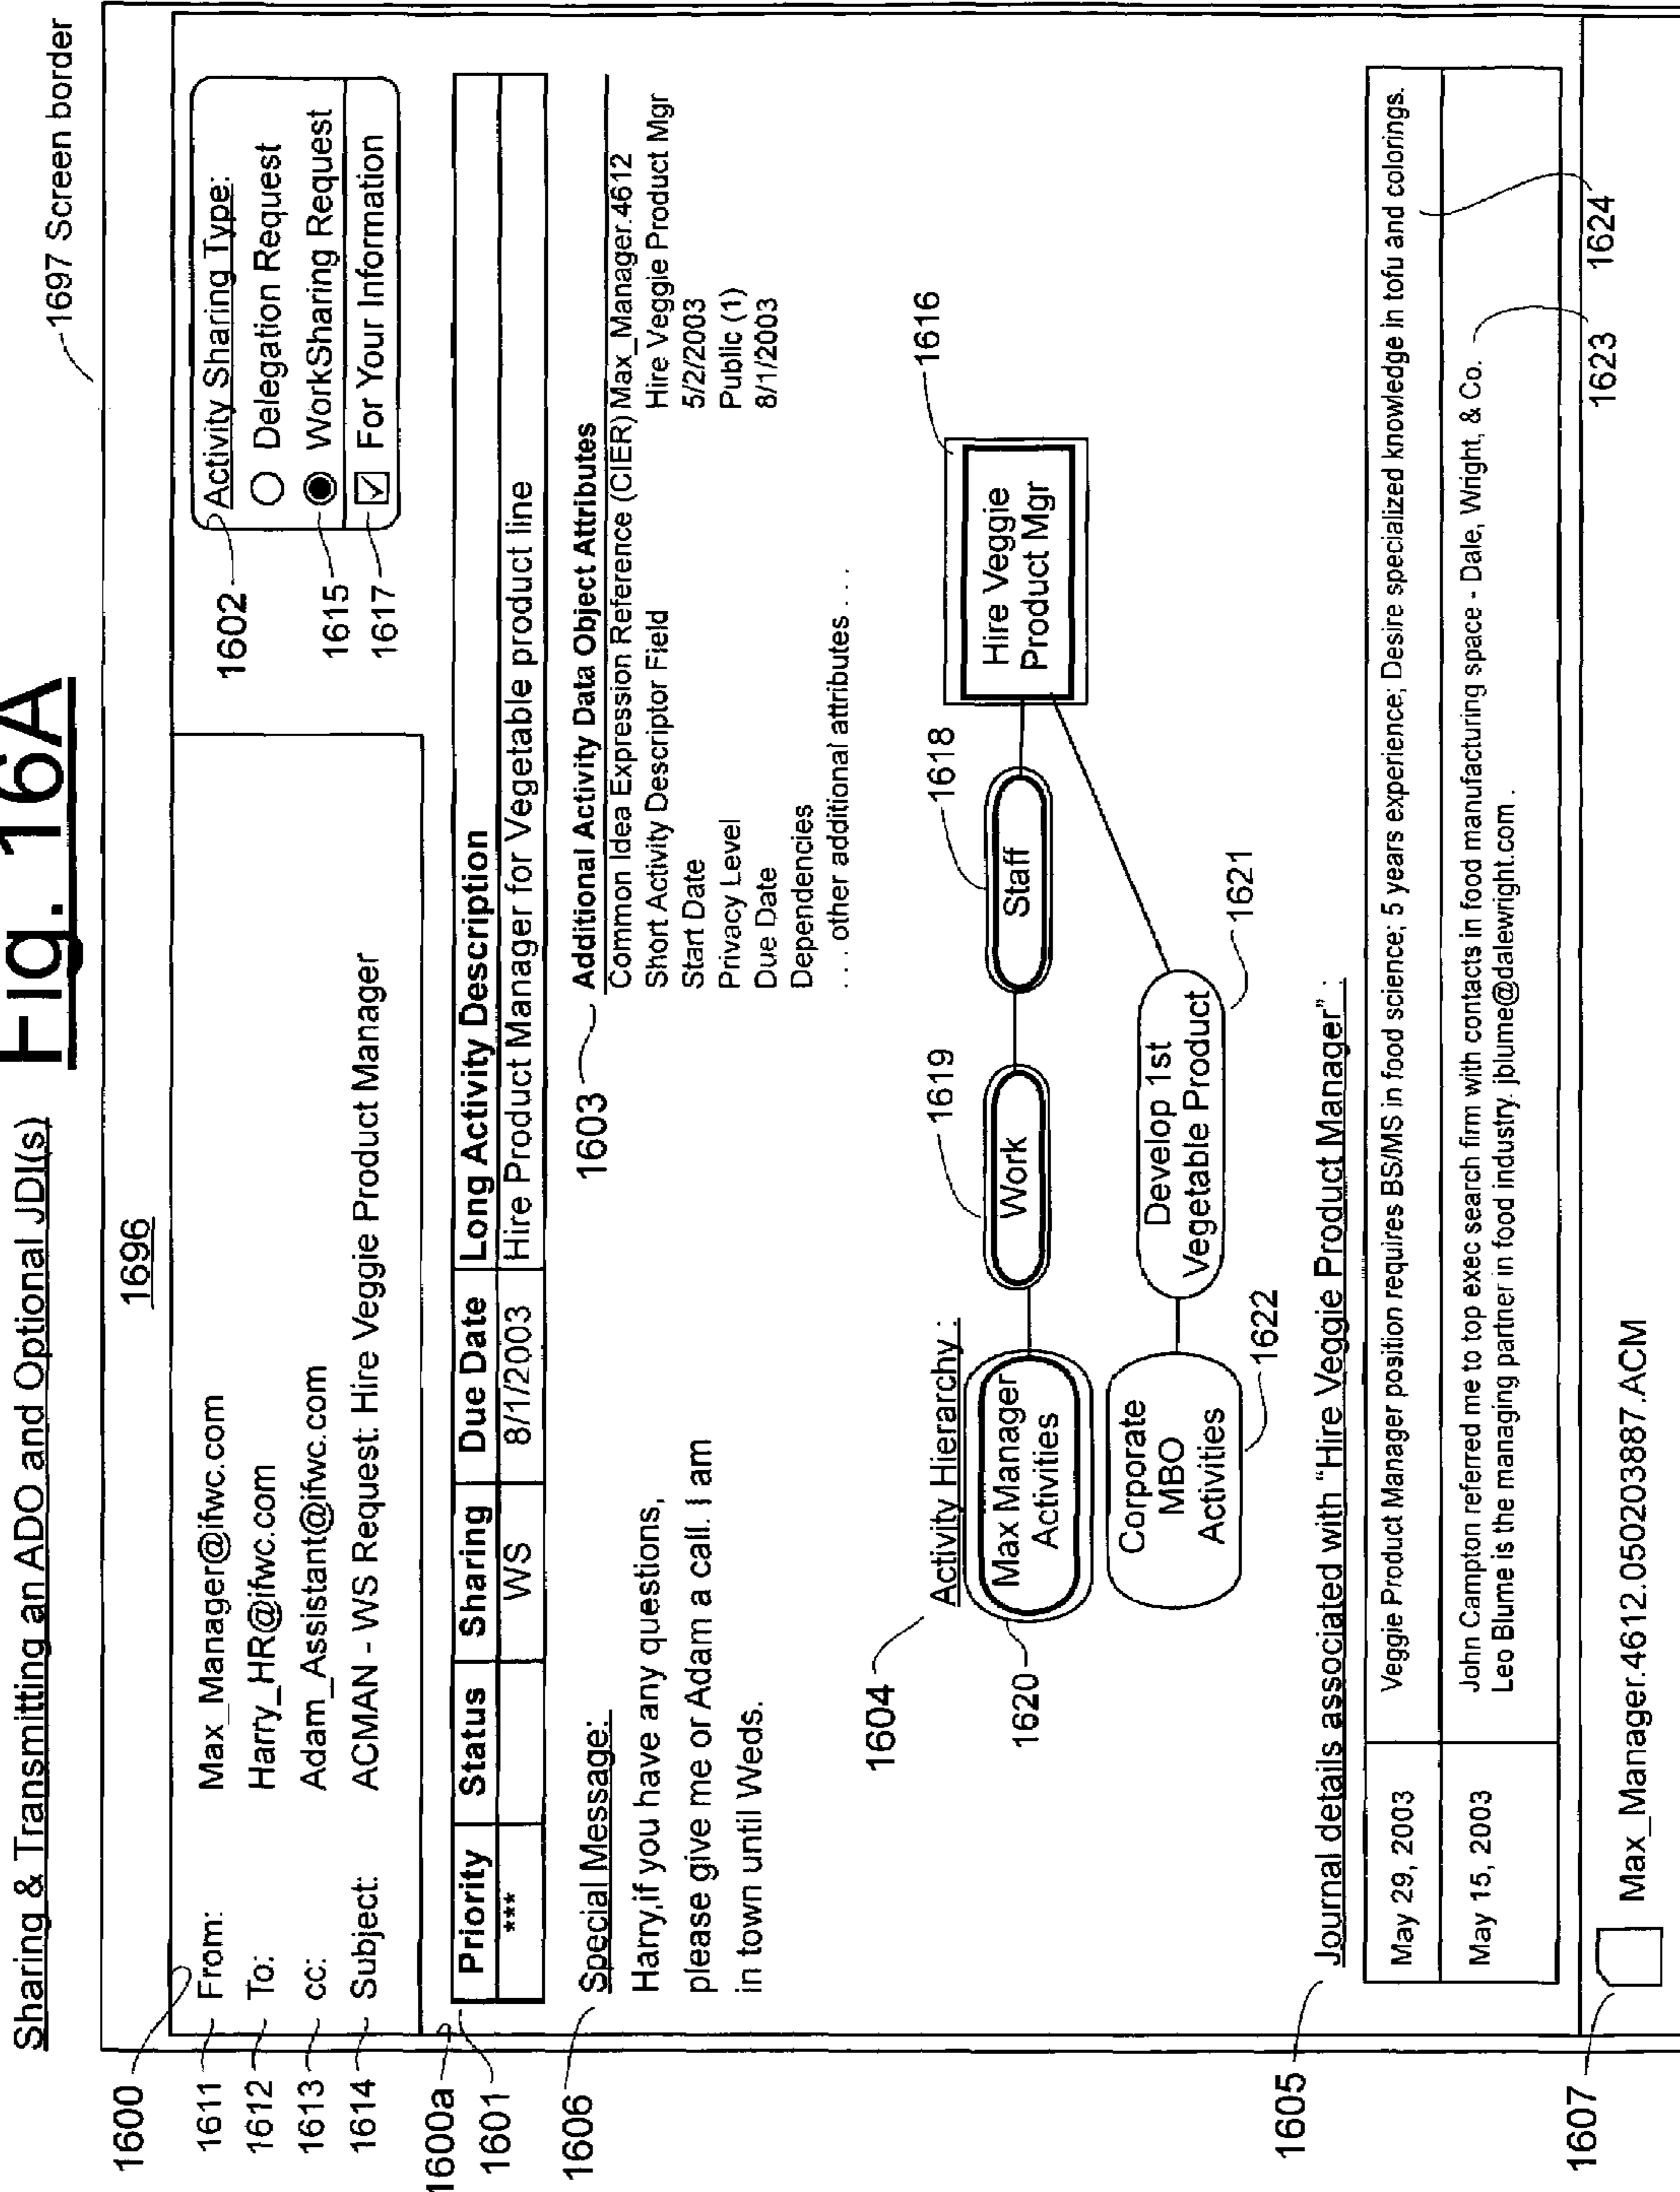 Sharing & Transmitting an ADO and Optional JDI(s)
Fig. 16A
1697 Screen border
1696
1600
1611 From: Max_Manager@ifwc.com
1612 To: Harry_HR@ifwc.com
1613 cc: Adam_Assistant@ifwc.com
1614 Subject: ACMAN - WS Request: Hire Veggie Product Manager
1602
Activity Sharing Type:
Delegation Request
1615 WorkSharing Request
1617 For Your Information
1600a
1601
Priority Status Sharing Due Date Long Activity Description
*** WS 8/1/2003 Hire Product Manager for Vegetable product line
1606 Special Message:
Harry,if you have any questions,
please give me or Adam a call. I am
in town until Weds.
1603 Additional Activity Data Object Attributes
Common Idea Expression Reference (CIER) Max_Manager.4612
Short Activity Descriptor Field Hire Veggie Product Mgr
Start Date 5/2/2003
Privacy Level Public (1)
Due Date 8/1/2003
Dependencies
. . . other additional attributes . . .
1604 Activity Hierarchy :
1620 Max Manager
Activities
1619
Work
1618
Staff
1616
Hire Veggie
Product Mgr
Corporate
MBO
Activities
1622
Develop 1st
Vegetable Product
1621
1605 Journal details associated with "Hire Veggie Product Manager" :
May 29, 2003 Veggie Product Manager position requires BS/MS in food science; 5 years experience; Desire specialized knowledge in tofu and colorings.
May 15, 2003 John Campton referred me to top exec search firm with contacts in food manufacturing space - Dale, Wright, & Co.
Leo Blume is the managing partner in food industry. jblume@dalewright.com .
1623
1624
1607 Max_Manager.4612.050203887.ACM